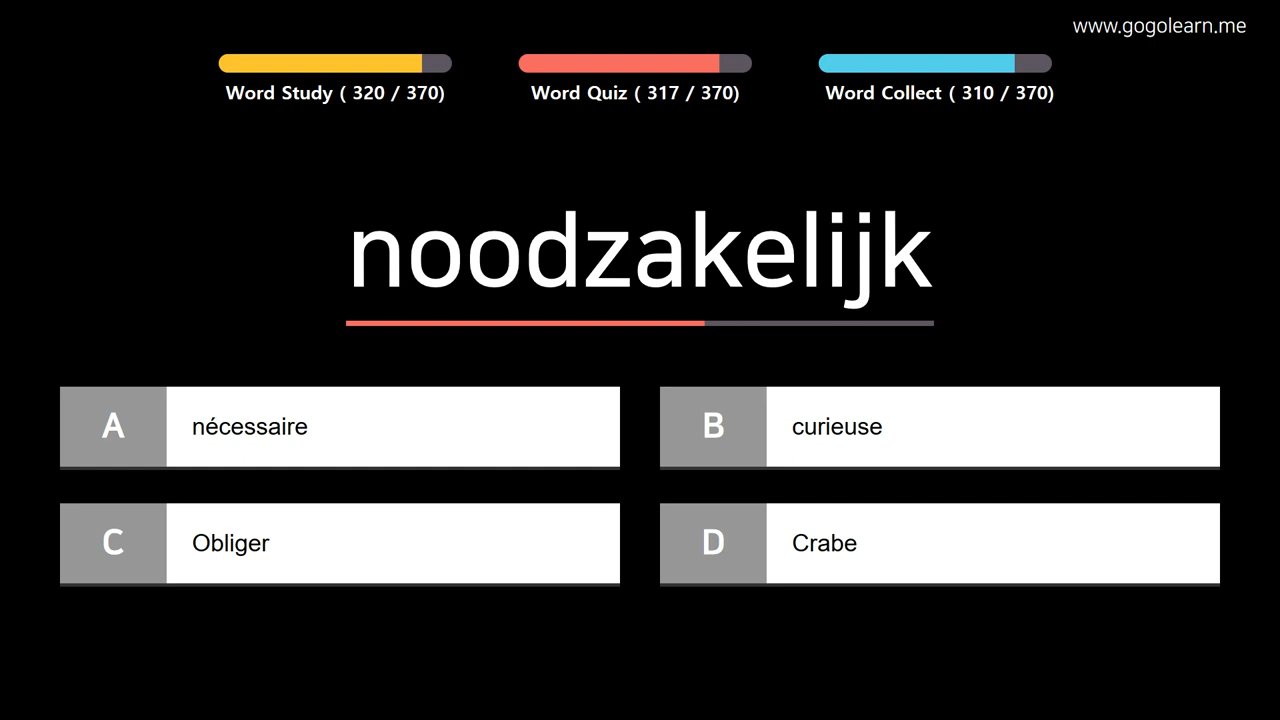 www.gogolearn.me
Word Study ( 320 / 370)
Word Quiz ( 317 / 370)
Word Collect ( 310 / 370)
noodzakelijk
A nécessaire
B curieuse
C Obliger
D Crabe